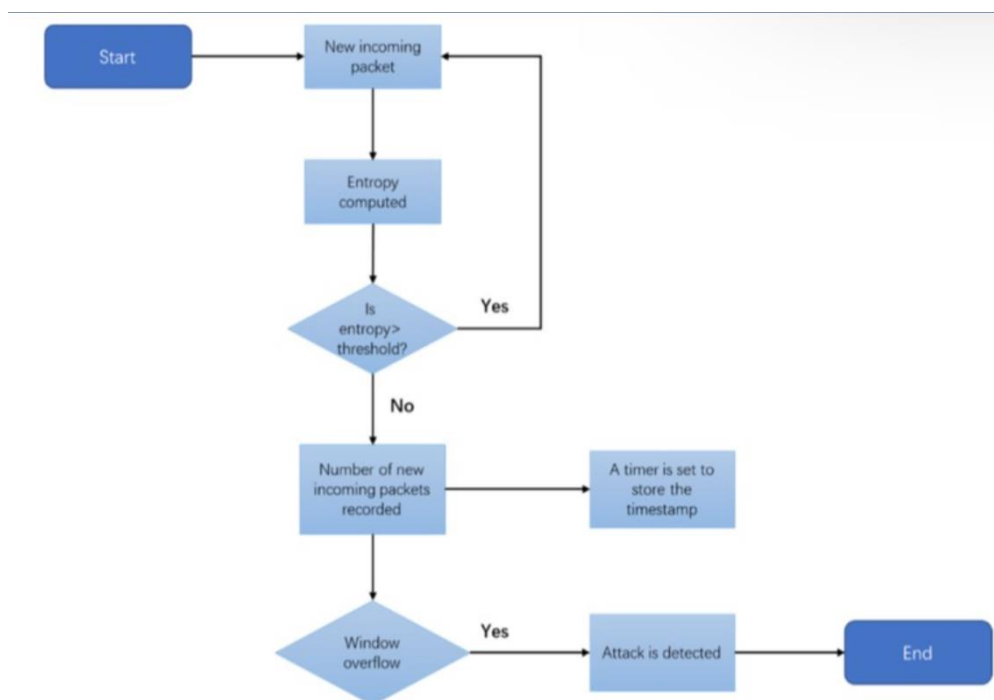 Start
New incoming
packet
Entropy
computed
Is
entropy>
threshold?
Yes
No
Number of new
incoming packets
recorded
A timer is set to
store the
timestamp
Window
overflow
Yes
Attack is detected
End